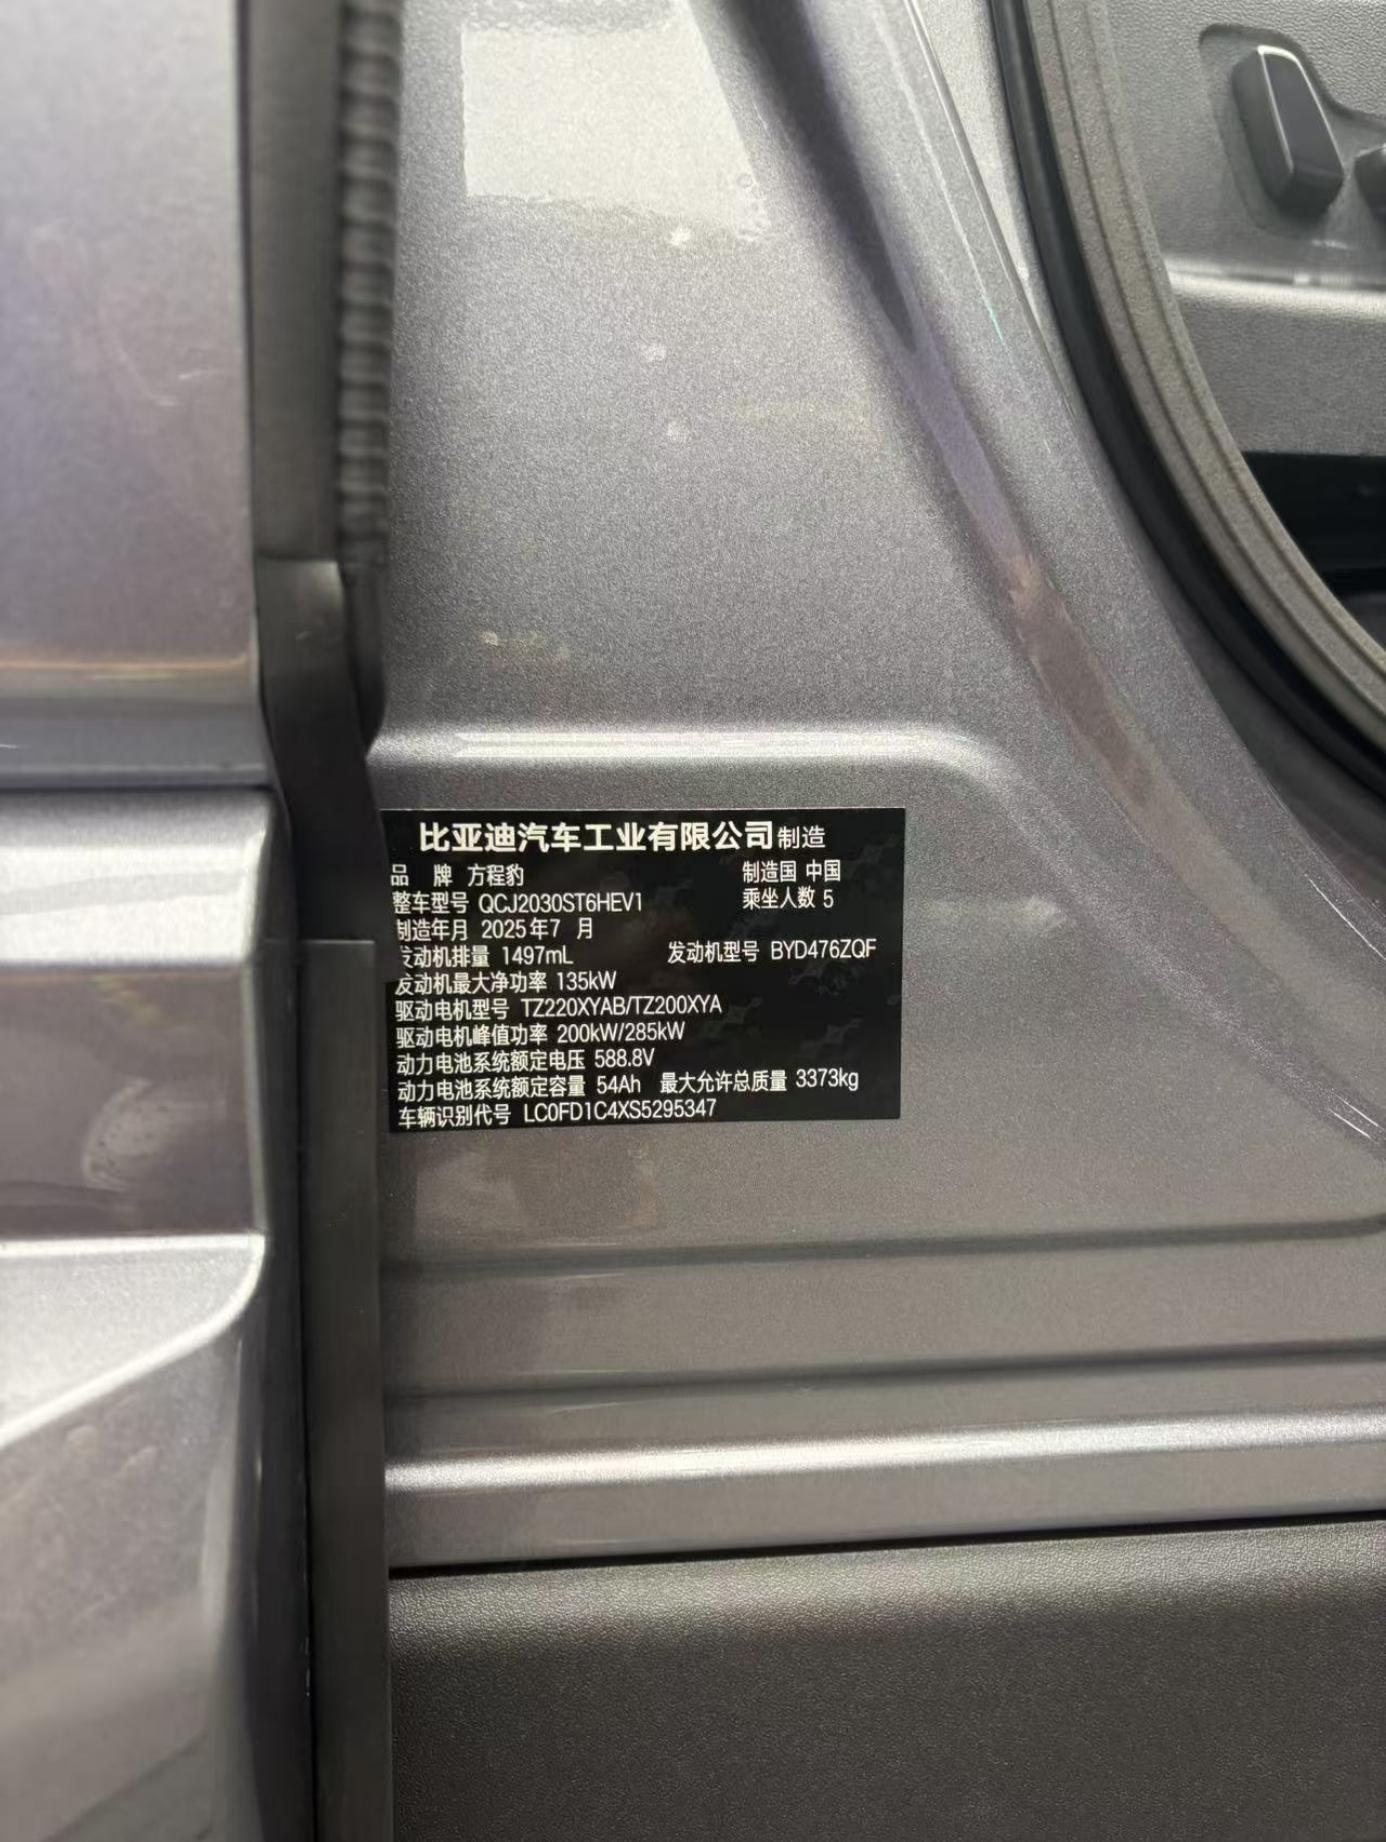 比亚迪汽车工业有限公司制造
品 牌 方程豹 制造国 中国
整车型号 QCJ2030ST6HEV1 乘坐人数 5
制造年月 2025年7 月
发动机排量 1497mL 发动机型号 BYD476ZQF
发动机最大净功率 135kW
驱动电机型号 TZ220XYAB/TZ200XYA
驱动电机峰值功率 200kW/285kW
动力电池系统额定电压 588.8V
动力电池系统额定容量 54Ah 最大允许总质量 3373kg
车辆识别代号 LC0FD1C4XS5295347